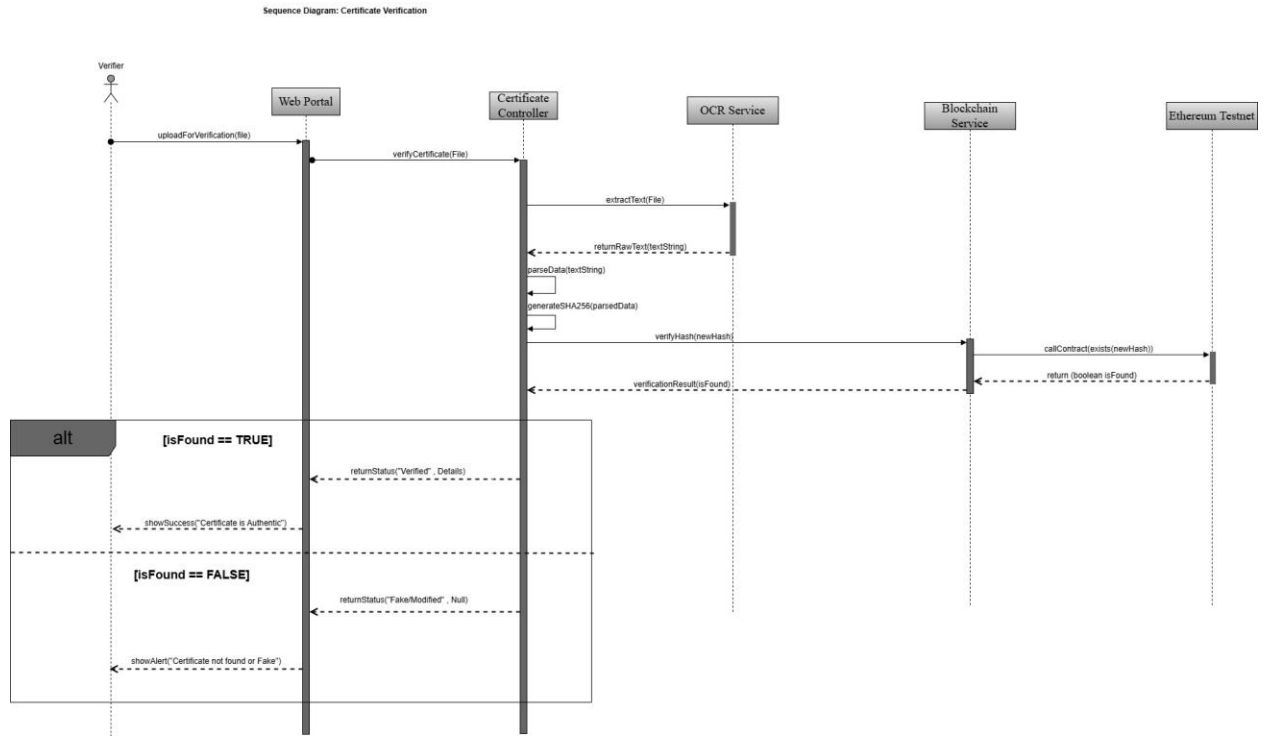 Sequence Diagram: Certificate Verification
Verifier
Web Portal
Certificate
Controller
OCR Service
Blockchain
Service
Ethereum Testnet
uploadForVerification(file)
verifyCertificate(File)
extractText(File)
returnRawText(textString)
parseData(textString)
generateSHA256(parsedData)
verifyHash(newHash)
callContract(exists(newHash))
return (boolean isFound)
verificationResult(isFound)
alt
[isFound == TRUE]
returnStatus("Verified" , Details)
showSuccess("Certificate is Authentic")
[isFound == FALSE]
returnStatus("Fake/Modified" , Null)
showAlert("Certificate not found or Fake")